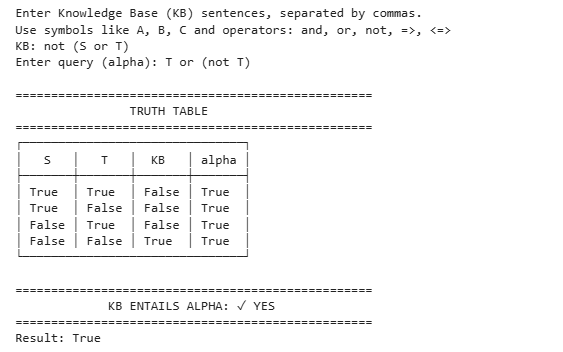 Enter Knowledge Base (KB) sentences, separated by commas.
Use symbols like A, B, C and operators: and, or, not, =>, <=>
KB: not (S or T)
Enter query (alpha): T or (not T)
==================================================
TRUTH TABLE
==================================================
S | T | KB | alpha
True | True | False | True
True | False | False | True
False | True | False | True
False | False | True | True
==================================================
KB ENTAILS ALPHA: ✓ YES
==================================================
Result: True